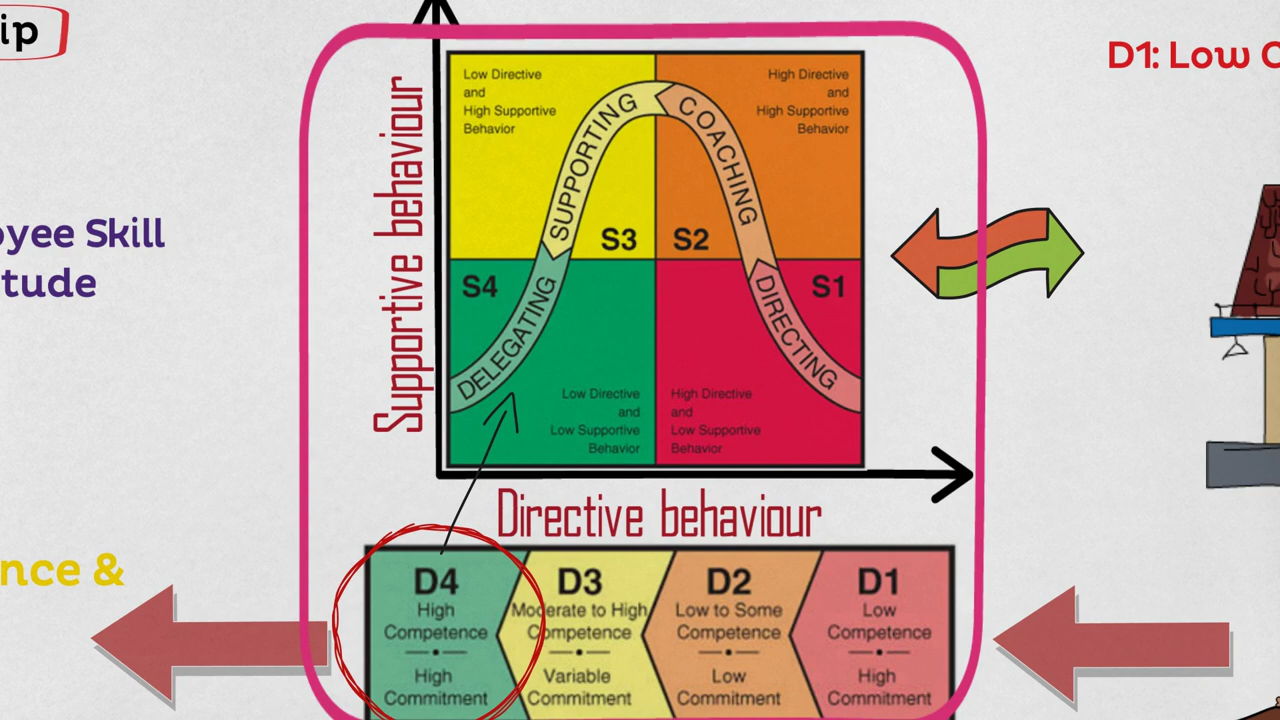 ip
D1: Low C
oyee Skill
tude
nce &
Supportive behaviour
Low Directive
and
High Supportive
Behavior
High Directive
and
High Supportive
Behavior
SUPPORTING
COACHING
S3
S2
S4
S1
DELEGATING
DIRECTING
Low Directive
and
Low Supportive
Behavior
High Directive
and
Low Supportive
Behavior
Directive behaviour
D4
High
Competence
High
Commitment
D3
Moderate to High
Competence
Variable
Commitment
D2
Low to Some
Competence
Low
Commitment
D1
Low
Competence
High
Commitment